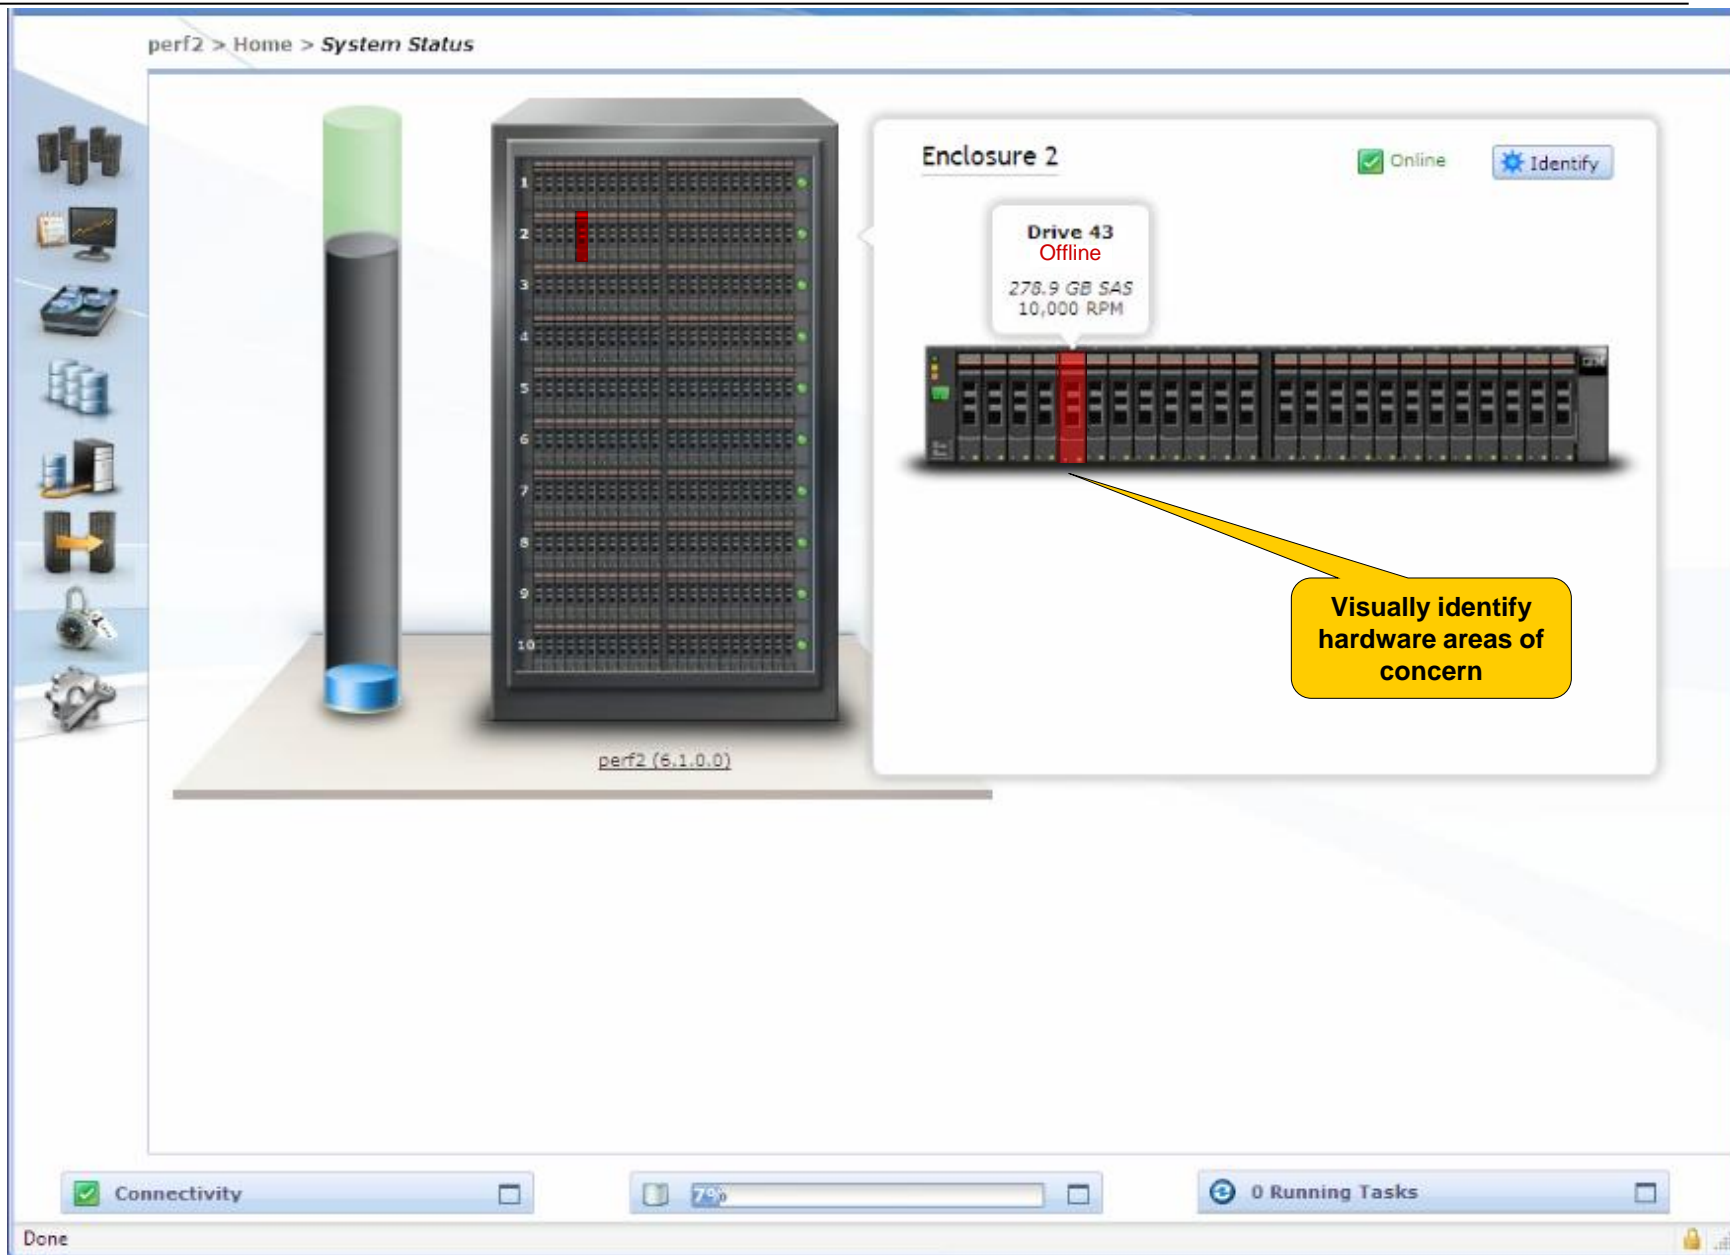 perf2 > Home > System Status
Enclosure 2
Online
Identify
Drive 43
Offline
278.9 GB SAS
10,000 RPM
1
2
3
4
5
6
7
8
9
10
IBM
Visually identify
hardware areas of
concern
perf2 (6.1.0.0)
Connectivity
7%
0 Running Tasks
Done